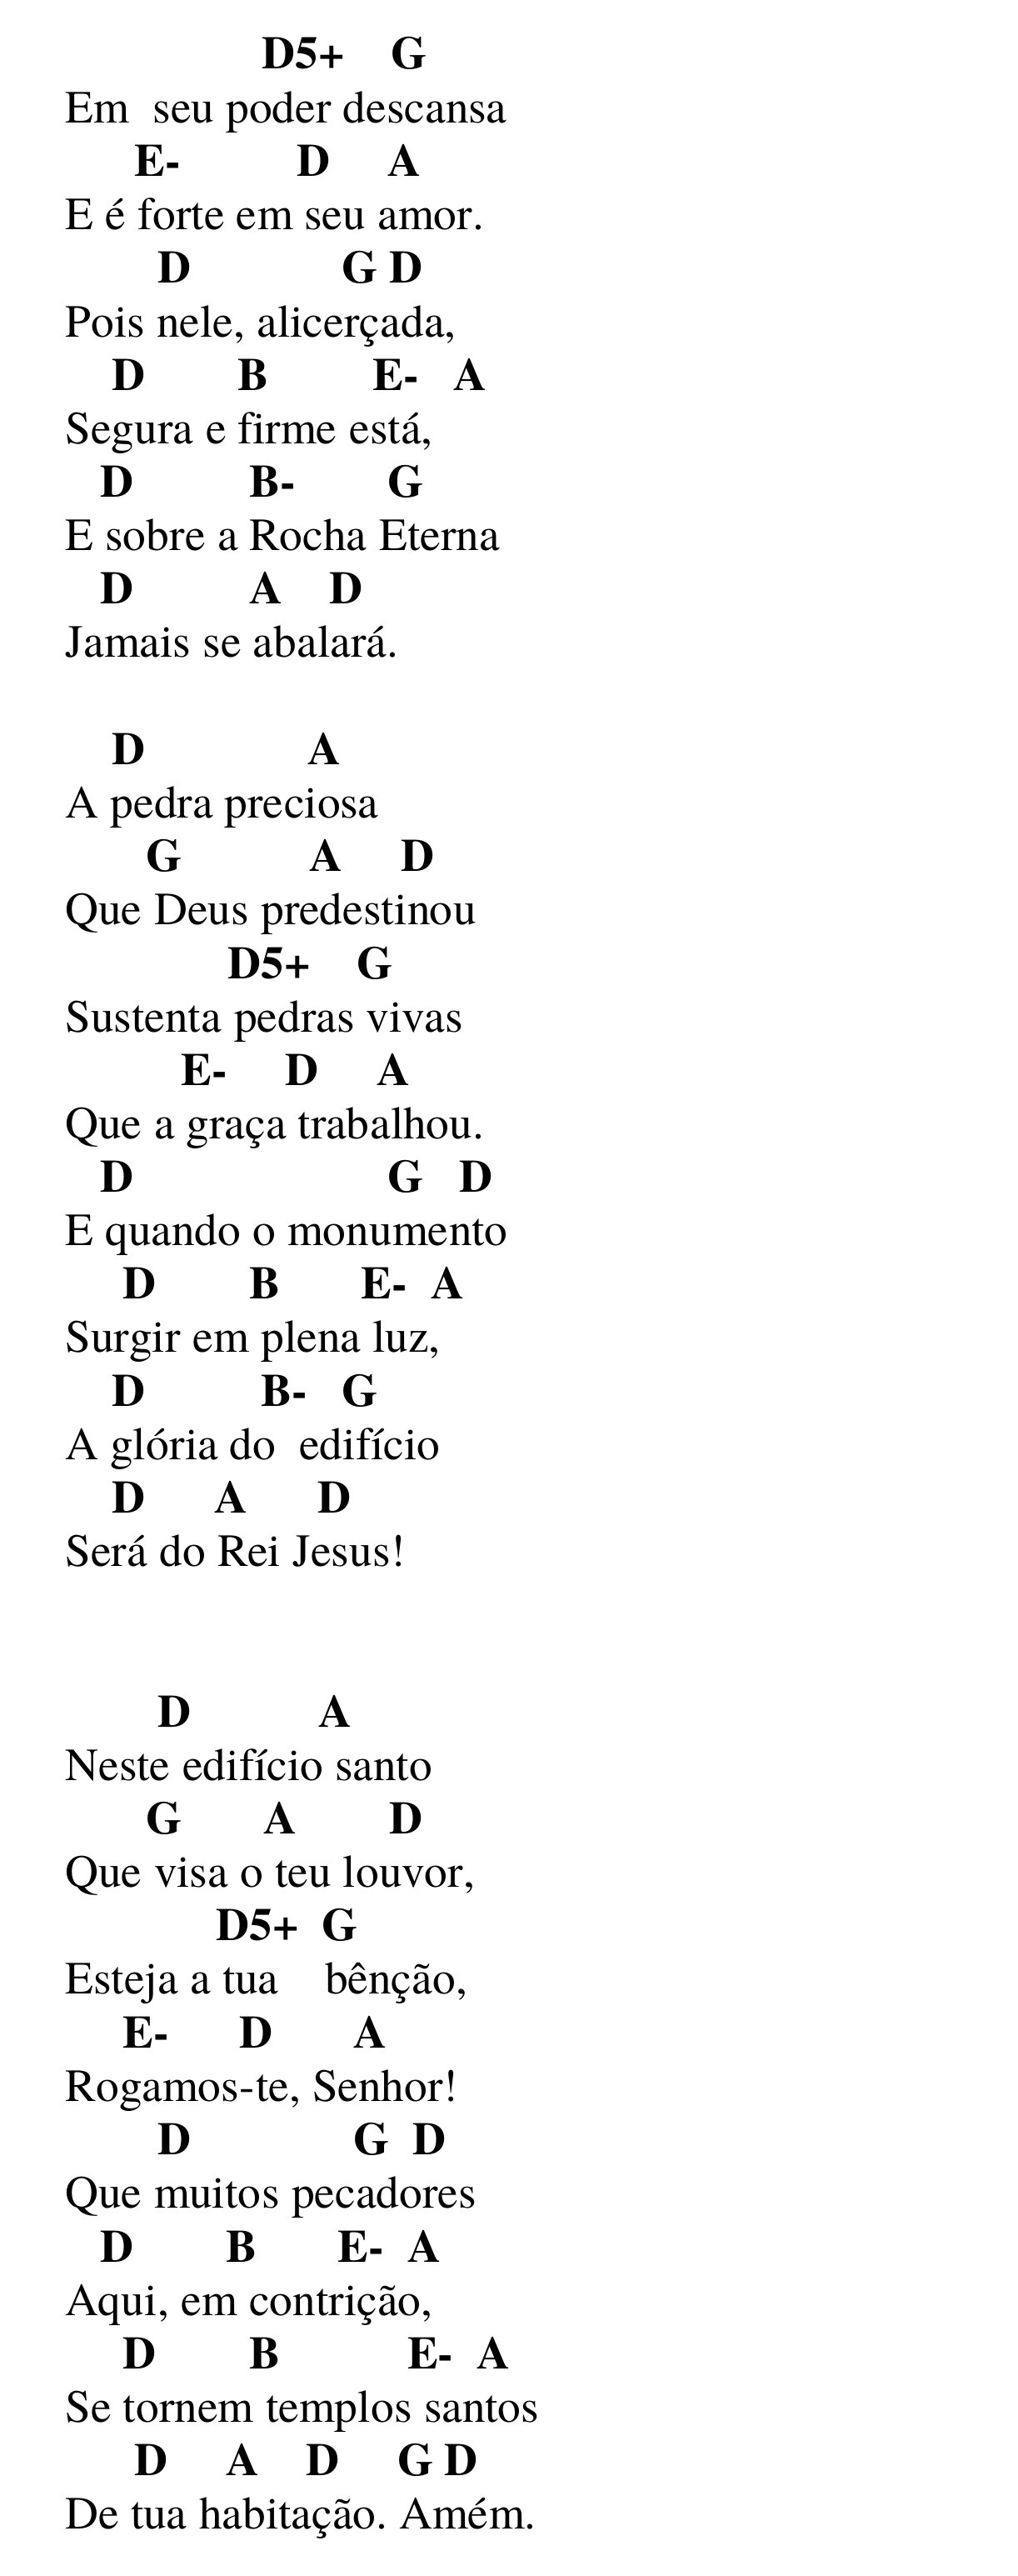 D5+ G
Em seu poder descansa
E- D A
E é forte em seu amor.
D G D
Pois nele, alicerçada,
D B E- A
Segura e firme está,
D B- G
E sobre a Rocha Eterna
D A D
Jamais se abalará.
D A
A pedra preciosa
G A D
Que Deus predestinou
D5+ G
Sustenta pedras vivas
E- D A
Que a graça trabalhou.
D G D
E quando o monumento
D B E- A
Surgir em plena luz,
D B- G
A glória do edifício
D A D
Será do Rei Jesus!
D A
Neste edifício santo
G A D
Que visa o teu louvor,
D5+ G
Esteja a tua bênção,
E- D A
Rogamos-te, Senhor!
D G D
Que muitos pecadores
D B E- A
Aqui, em contrição,
D B E- A
Se tornem templos santos
D A D G D
De tua habitação. Amém.